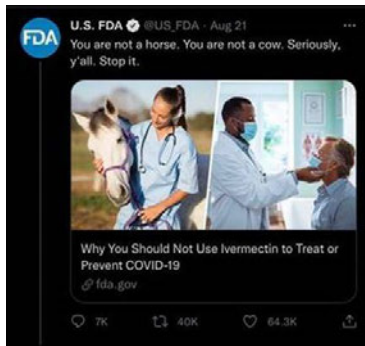 FDA
U.S. FDA @US_FDA · Aug 21
You are not a horse. You are not a cow. Seriously,
y'all. Stop it.
Why You Should Not Use Ivermectin to Treat or
Prevent COVID-19
fda.gov
7K 40K 64.3K